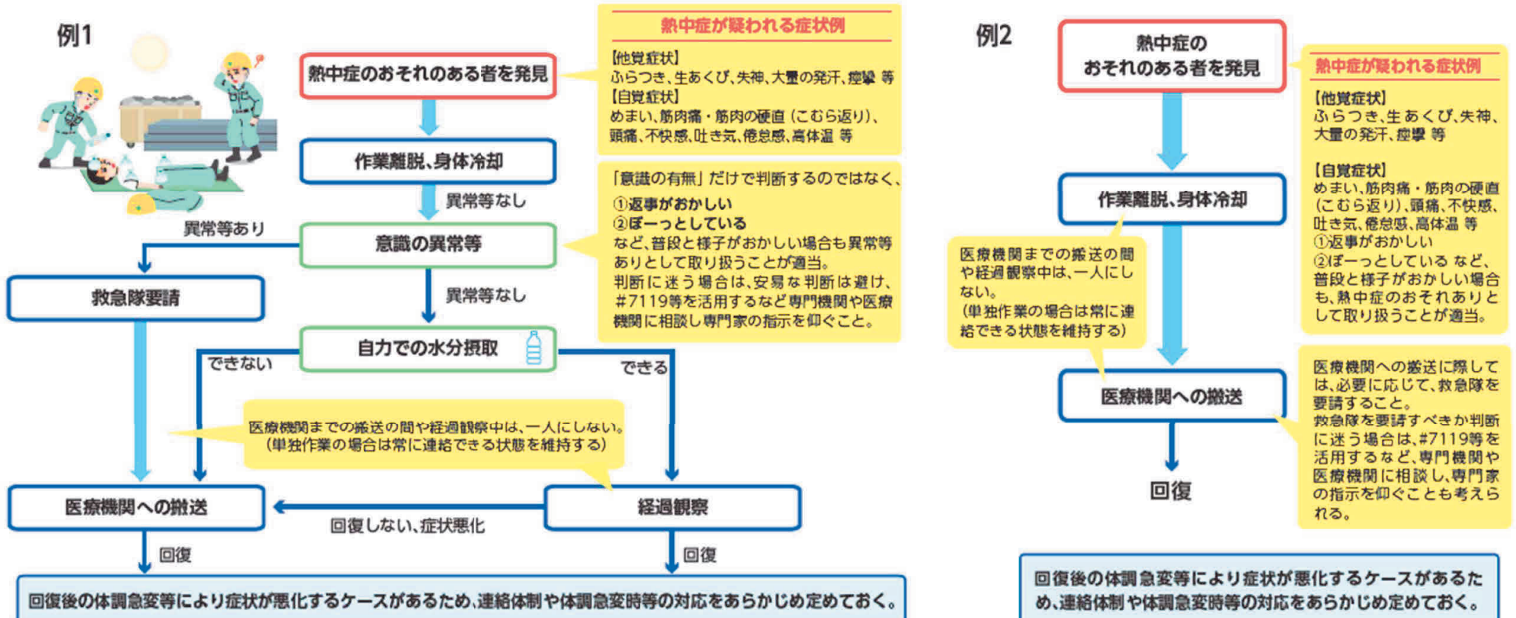 例1
熱中症のおそれのある者を発見
熱中症が疑われる症状例
【他覚症状】
ふらつき、生あくび、失神、大量の発汗、痙攣 等
【自覚症状】
めまい、筋肉痛・筋肉の硬直（こむら返り）、
頭痛、不快感、吐き気、倦怠感、高体温 等
作業離脱、身体冷却
異常等なし
「意識の有無」だけで判断するのではなく、
①返事がおかしい
②ぼーっとしている
など、普段と様子がおかしい場合も異常等
ありとして取り扱うことが適当。
判断に迷う場合は、安易な判断は避け、
#7119等を活用するなど専門機関や医療
機関に相談し専門家の指示を仰ぐこと。
異常等あり
意識の異常等
救急隊要請
異常等なし
自力での水分摂取
できない
できる
医療機関までの搬送の間や経過観察中は、一人にしない。
（単独作業の場合は常に連絡できる状態を維持する）
医療機関への搬送
経過観察
回復しない、症状悪化
回復
回復
回復後の体調急変等により症状が悪化するケースがあるため、連絡体制や体調急変時等の対応をあらかじめ定めておく。
例2
熱中症の
おそれのある者を発見
熱中症が疑われる症状例
【他覚症状】
ふらつき、生あくび、失神、
大量の発汗、痙攣 等
【自覚症状】
めまい、筋肉痛・筋肉の硬直
（こむら返り）、頭痛、不快感、
吐き気、倦怠感、高体温 等
①返事がおかしい
②ぼーっとしている など、
普段と様子がおかしい場合
も、熱中症のおそれありと
して取り扱うことが適当。
作業離脱、身体冷却
医療機関までの搬送の間
や経過観察中は、一人にし
ない。
（単独作業の場合は常に連
絡できる状態を維持する）
医療機関への搬送
医療機関への搬送に際して
は、必要に応じて、救急隊を
要請すること。
救急隊を要請すべきか判断
に迷う場合は、#7119等を
活用するなど、専門機関や
医療機関に相談し、専門家
の指示を仰ぐことも考えら
れる。
回復
回復後の体調急変等により症状が悪化するケースがあるた
め、連絡体制や体調急変時等の対応をあらかじめ定めておく。